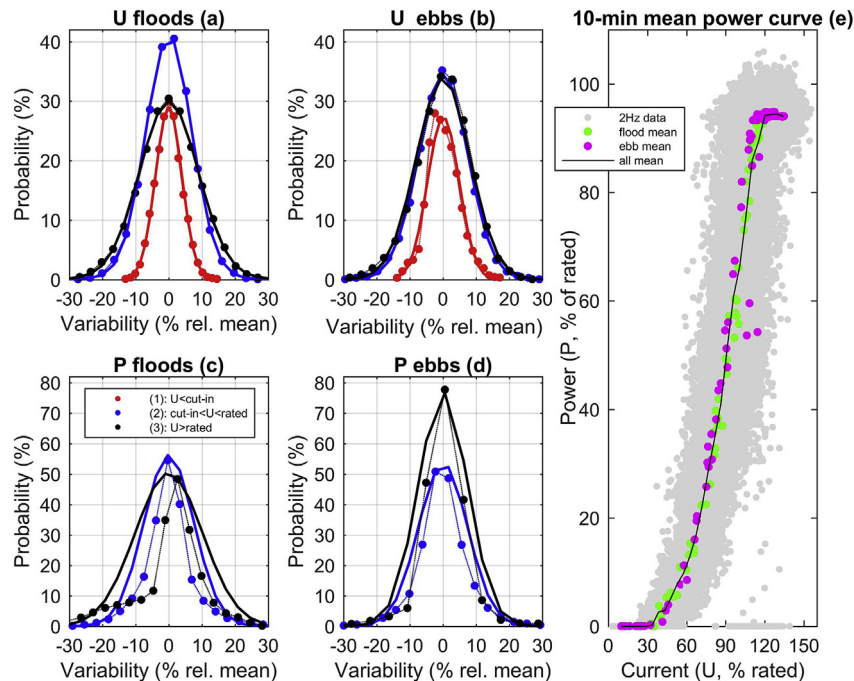 U floods (a)
40
30
20
10
0
Probability (%)
-30 -20 -10 0 10 20 30
Variability (% rel. mean)
U ebbs (b)
40
30
20
10
0
Probability (%)
-30 -20 -10 0 10 20 30
Variability (% rel. mean)
P floods (c)
80
70
60
50
40
30
20
10
0
Probability (%)
(1): U<cut-in
(2): cut-in<U<rated
(3): U>rated
-30 -20 -10 0 10 20 30
Variability (% rel. mean)
P ebbs (d)
80
70
60
50
40
30
20
10
0
Probability (%)
-30 -20 -10 0 10 20 30
Variability (% rel. mean)
10-min mean power curve (e)
100
80
60
40
20
0
Power (P, % of rated)
2Hz data
flood mean
ebb mean
all mean
0 30 60 90 120 150
Current (U, % rated)